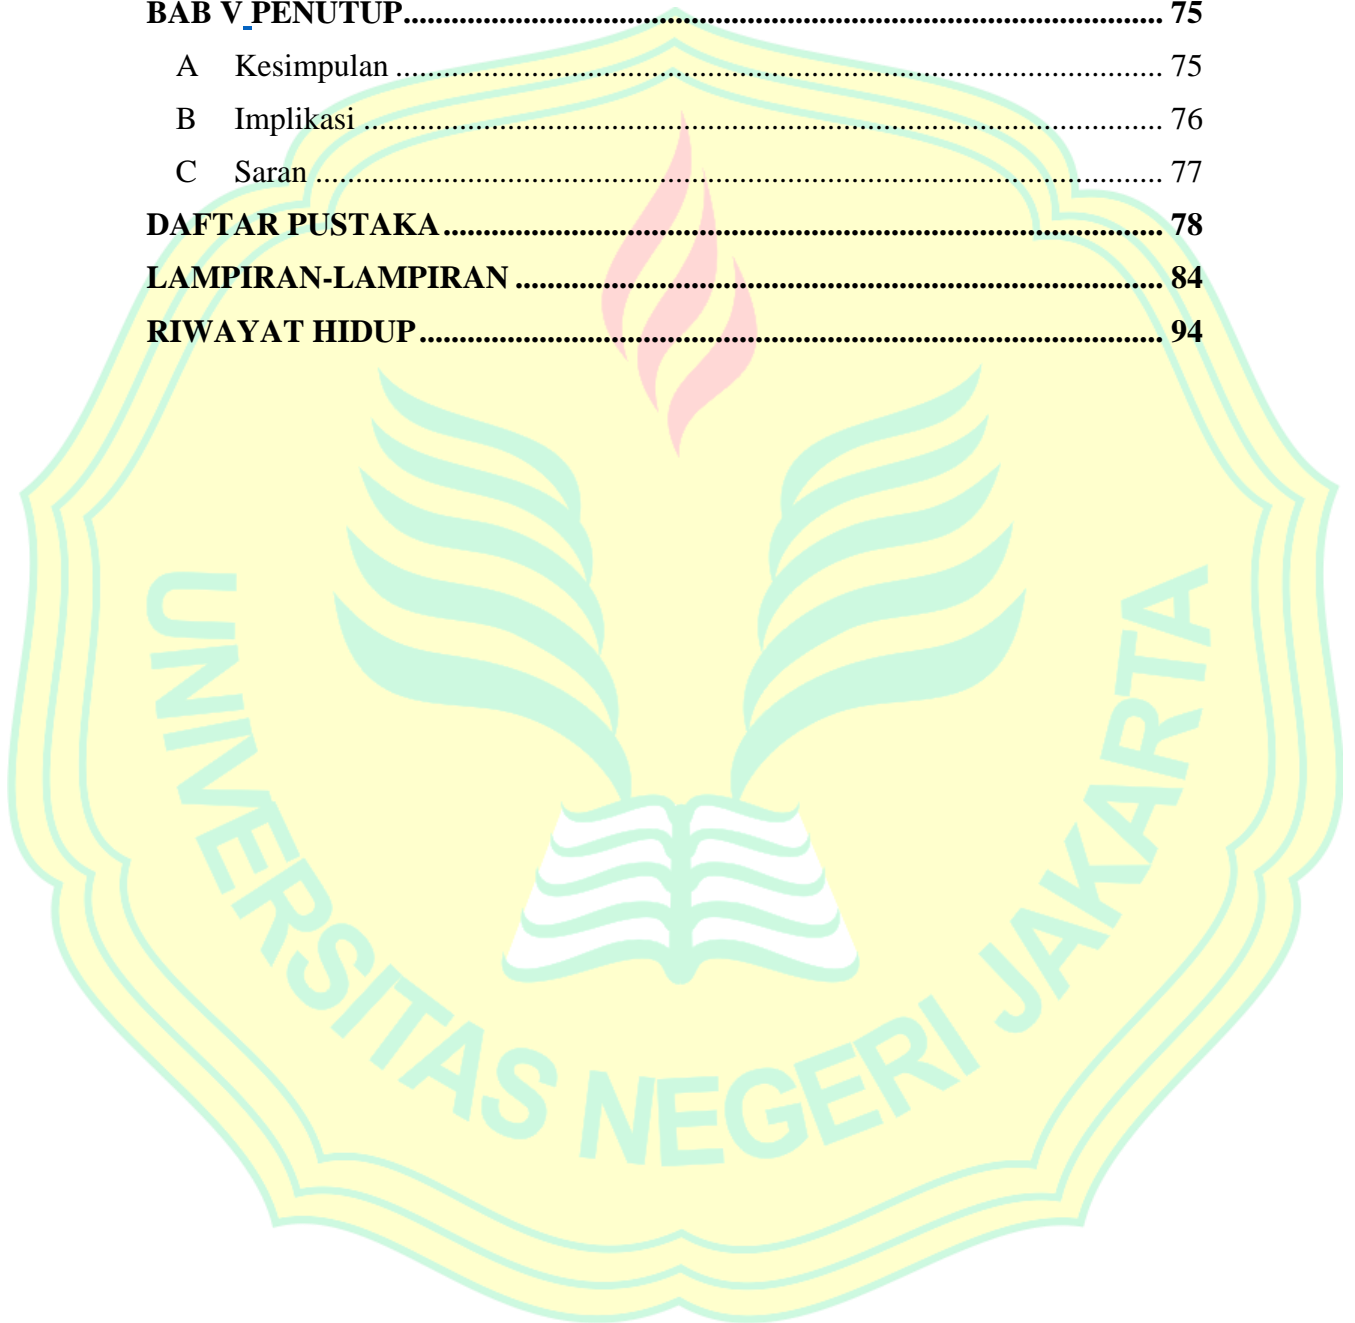 BAB V PENUTUP.................................................................................................. 75
A Kesimpulan ................................................................................................ 75
B Implikasi .................................................................................................... 76
C Saran .......................................................................................................... 77
DAFTAR PUSTAKA............................................................................................ 78
LAMPIRAN-LAMPIRAN .................................................................................. 84
RIWAYAT HIDUP.............................................................................................. 94
UNIVERSITAS NEGERI JAKARTA